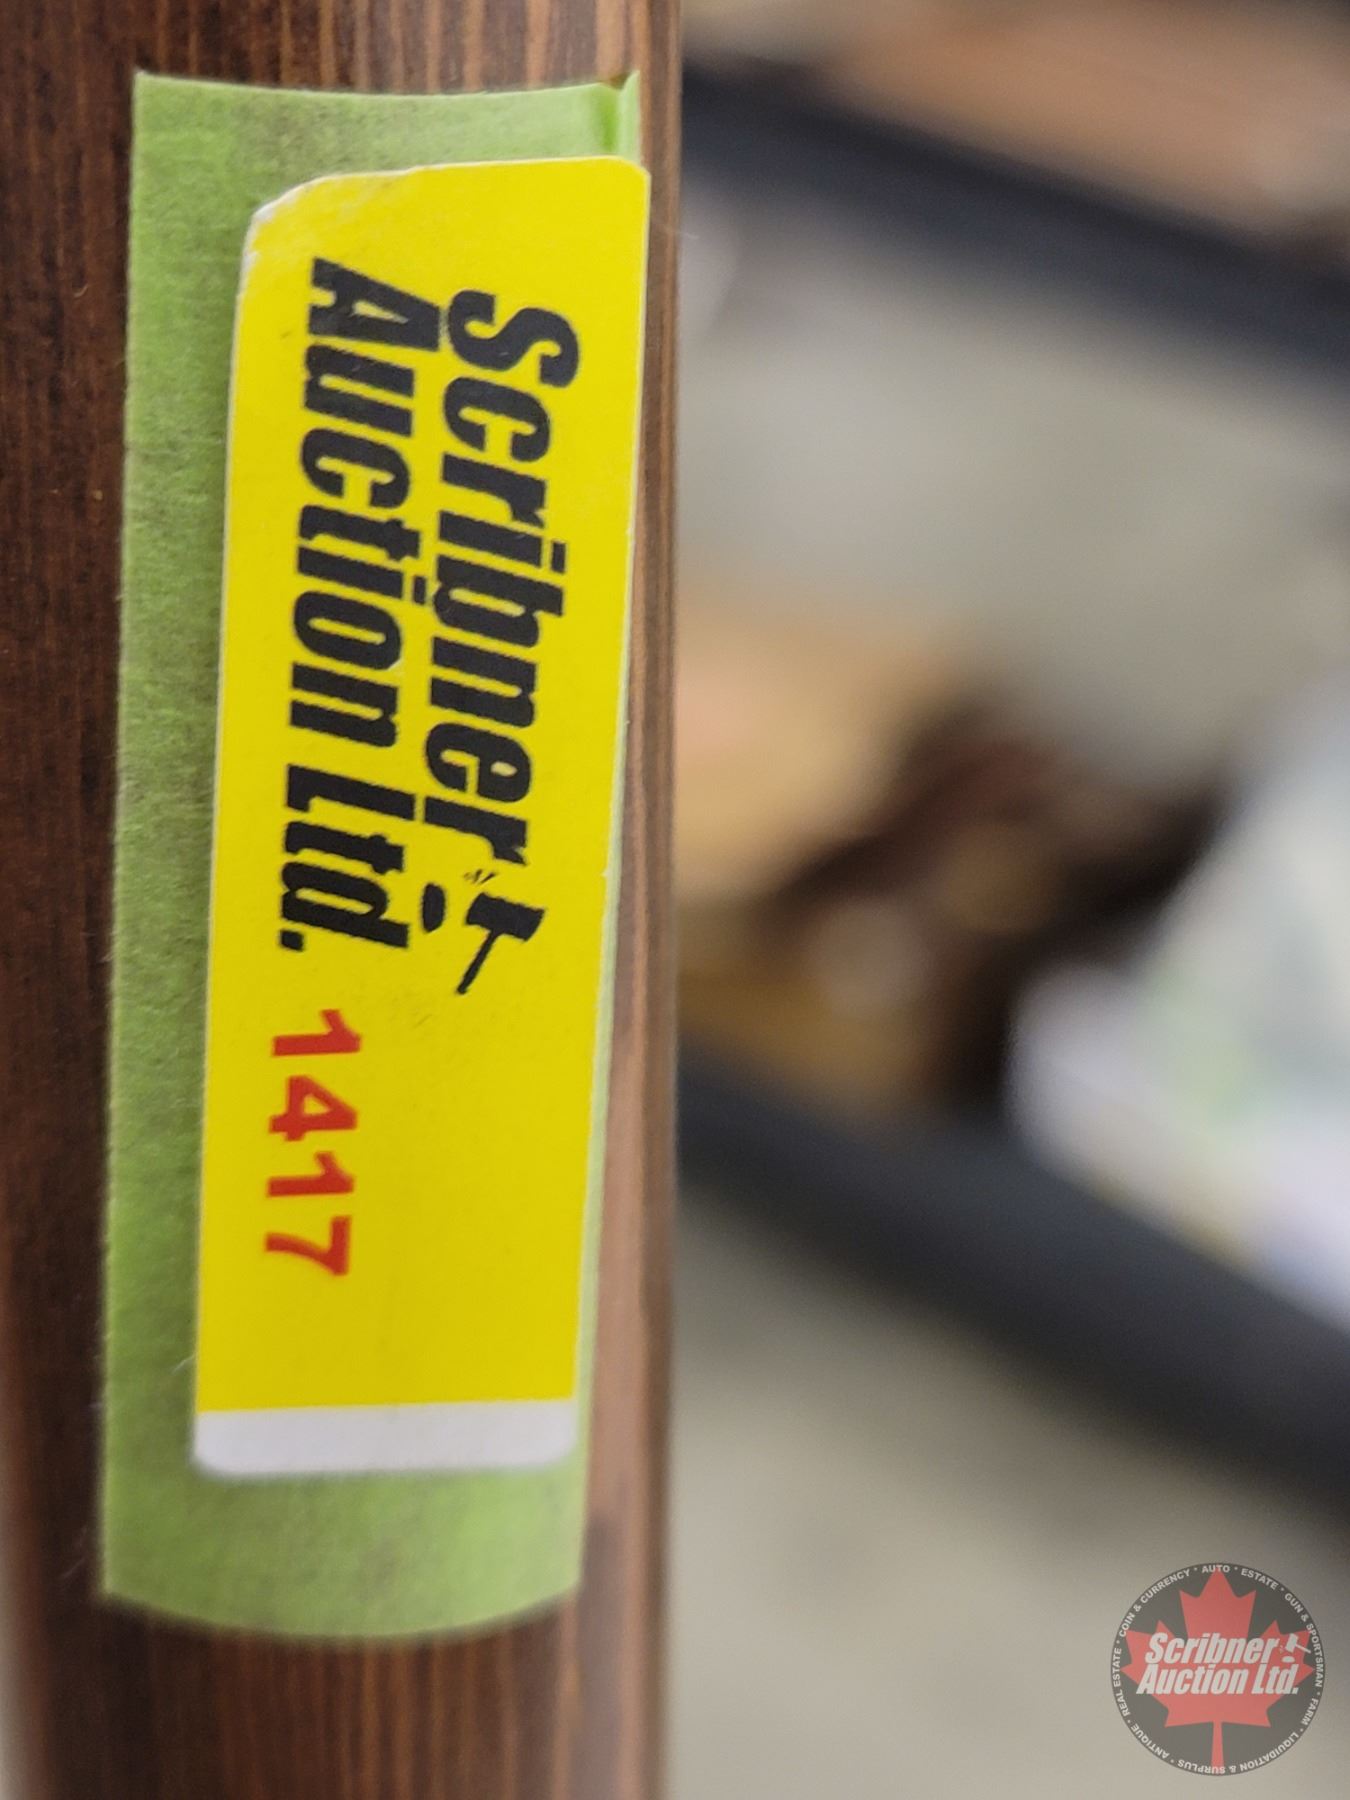 Scribner
Auction Ltd. 1417
COIN & CURRENCY · AUTO · ESTATE · GUN & SPORTSMAN · FARM · LIQUIDATION & SURPLUS · ANTIQUE · REAL ESTATE ·
Scribner
Auction Ltd.